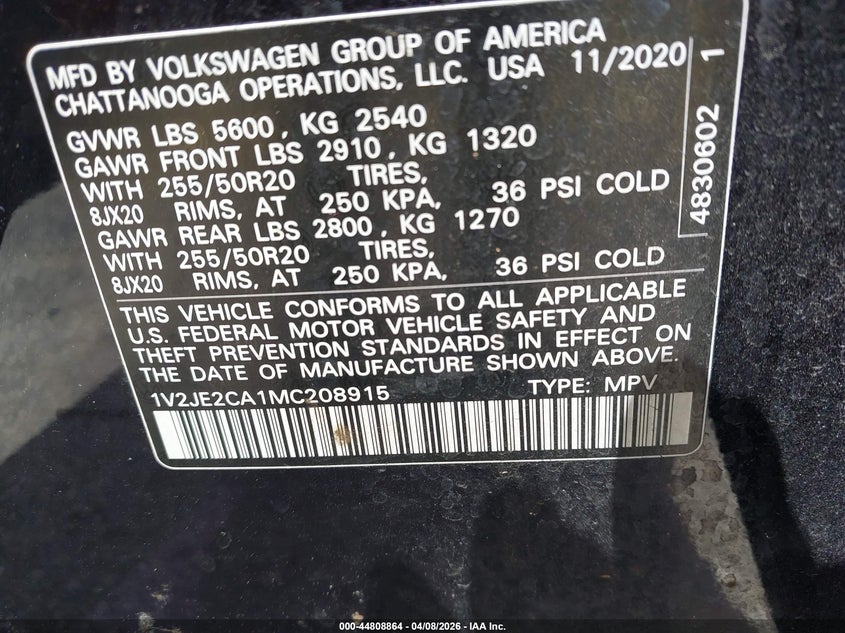 MFD BY VOLKSWAGEN GROUP OF AMERICA
CHATTANOOGA OPERATIONS, LLC. USA 11/2020
GVWR LBS 5600, KG 2540
GAWR FRONT LBS 2910, KG 1320
WITH 255/50R20 TIRES,
8JX20 RIMS, AT 250 KPA, 36 PSI COLD
GAWR REAR LBS 2800, KG 1270
WITH 255/50R20 TIRES,
8JX20 RIMS, AT 250 KPA, 36 PSI COLD
4830602 1
THIS VEHICLE CONFORMS TO ALL APPLICABLE
U.S. FEDERAL MOTOR VEHICLE SAFETY AND
THEFT PREVENTION STANDARDS IN EFFECT ON
THE DATE OF MANUFACTURE SHOWN ABOVE.
1V2JE2CA1MC208915 TYPE: MPV
000-44808864 | 04/08/2026 | IAA Inc.